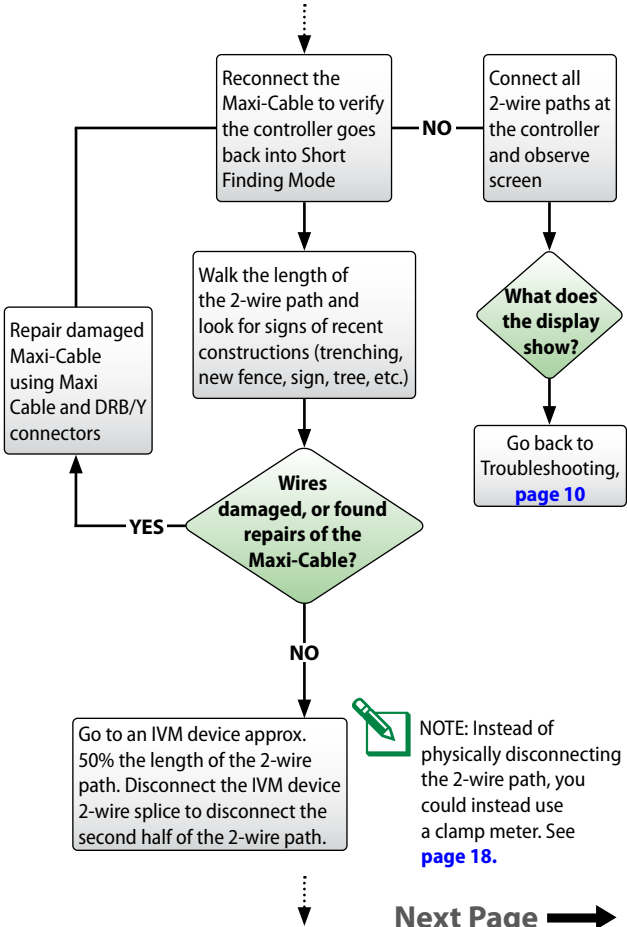 Reconnect the
Maxi-Cable to verify
the controller goes
back into Short
Finding Mode
NO
Connect all
2-wire paths at
the controller
and observe
screen
Walk the length of
the 2-wire path and
look for signs of recent
constructions (trenching,
new fence, sign, tree, etc.)
What does
the display
show?
Repair damaged
Maxi-Cable
using Maxi
Cable and DRB/Y
connectors
Go back to
Troubleshooting,
page 10
Wires
damaged, or found
repairs of the
Maxi-Cable?
YES
NO
Go to an IVM device approx.
50% the length of the 2-wire
path. Disconnect the IVM device
2-wire splice to disconnect the
second half of the 2-wire path.
NOTE: Instead of
physically disconnecting
the 2-wire path, you
could instead use
a clamp meter. See
page 18.
Next Page